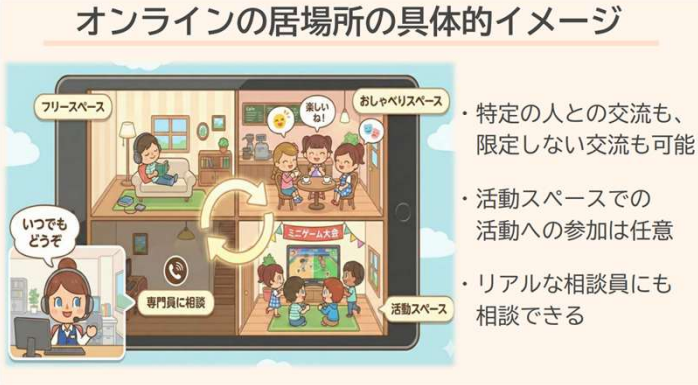 オンラインの居場所の具体的イメージ
フリースペース
楽しい
ね！
おしゃべりスペース
いつでも
どうぞ
専門員に相談
ミニゲーム大会
活動スペース
・特定の人との交流も、
限定しない交流も可能
・活動スペースでの
活動への参加は任意
・リアルな相談員にも
相談できる